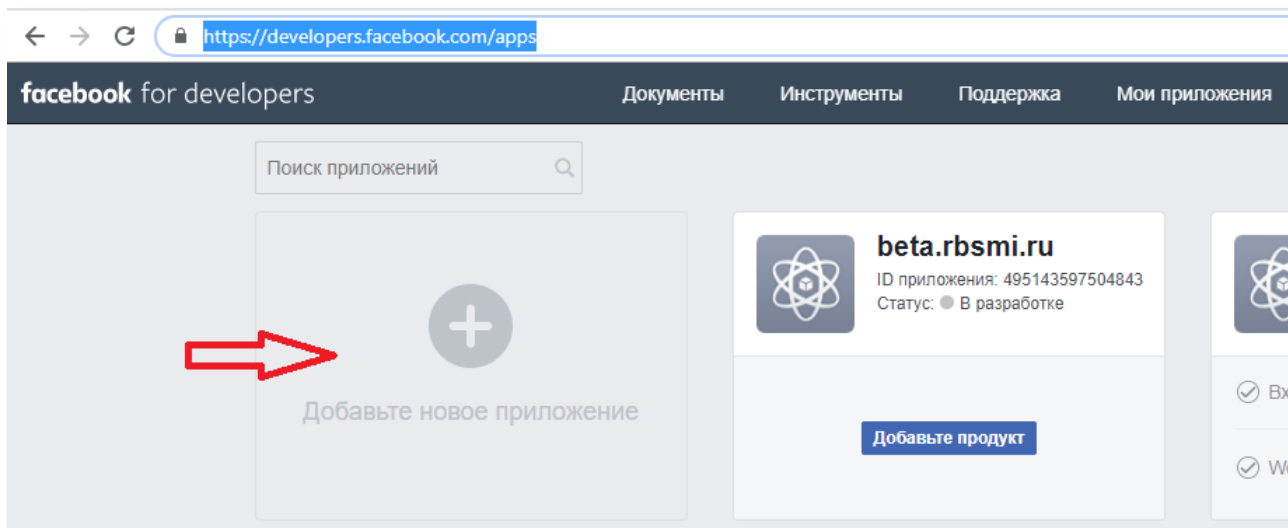 https://developers.facebook.com/apps
facebook for developers Документы Инструменты Поддержка Мои приложения
Поиск приложений
Добавьте новое приложение
beta.rbsmi.ru
ID приложения: 495143597504843
Статус: В разработке
Добавьте продукт